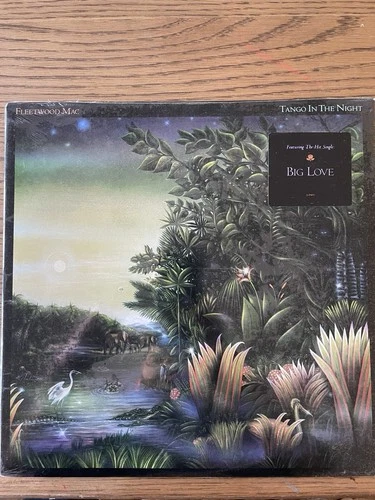 Fleetwood Mac
Tango In The Night
Featuring The Hit Single
Big Love